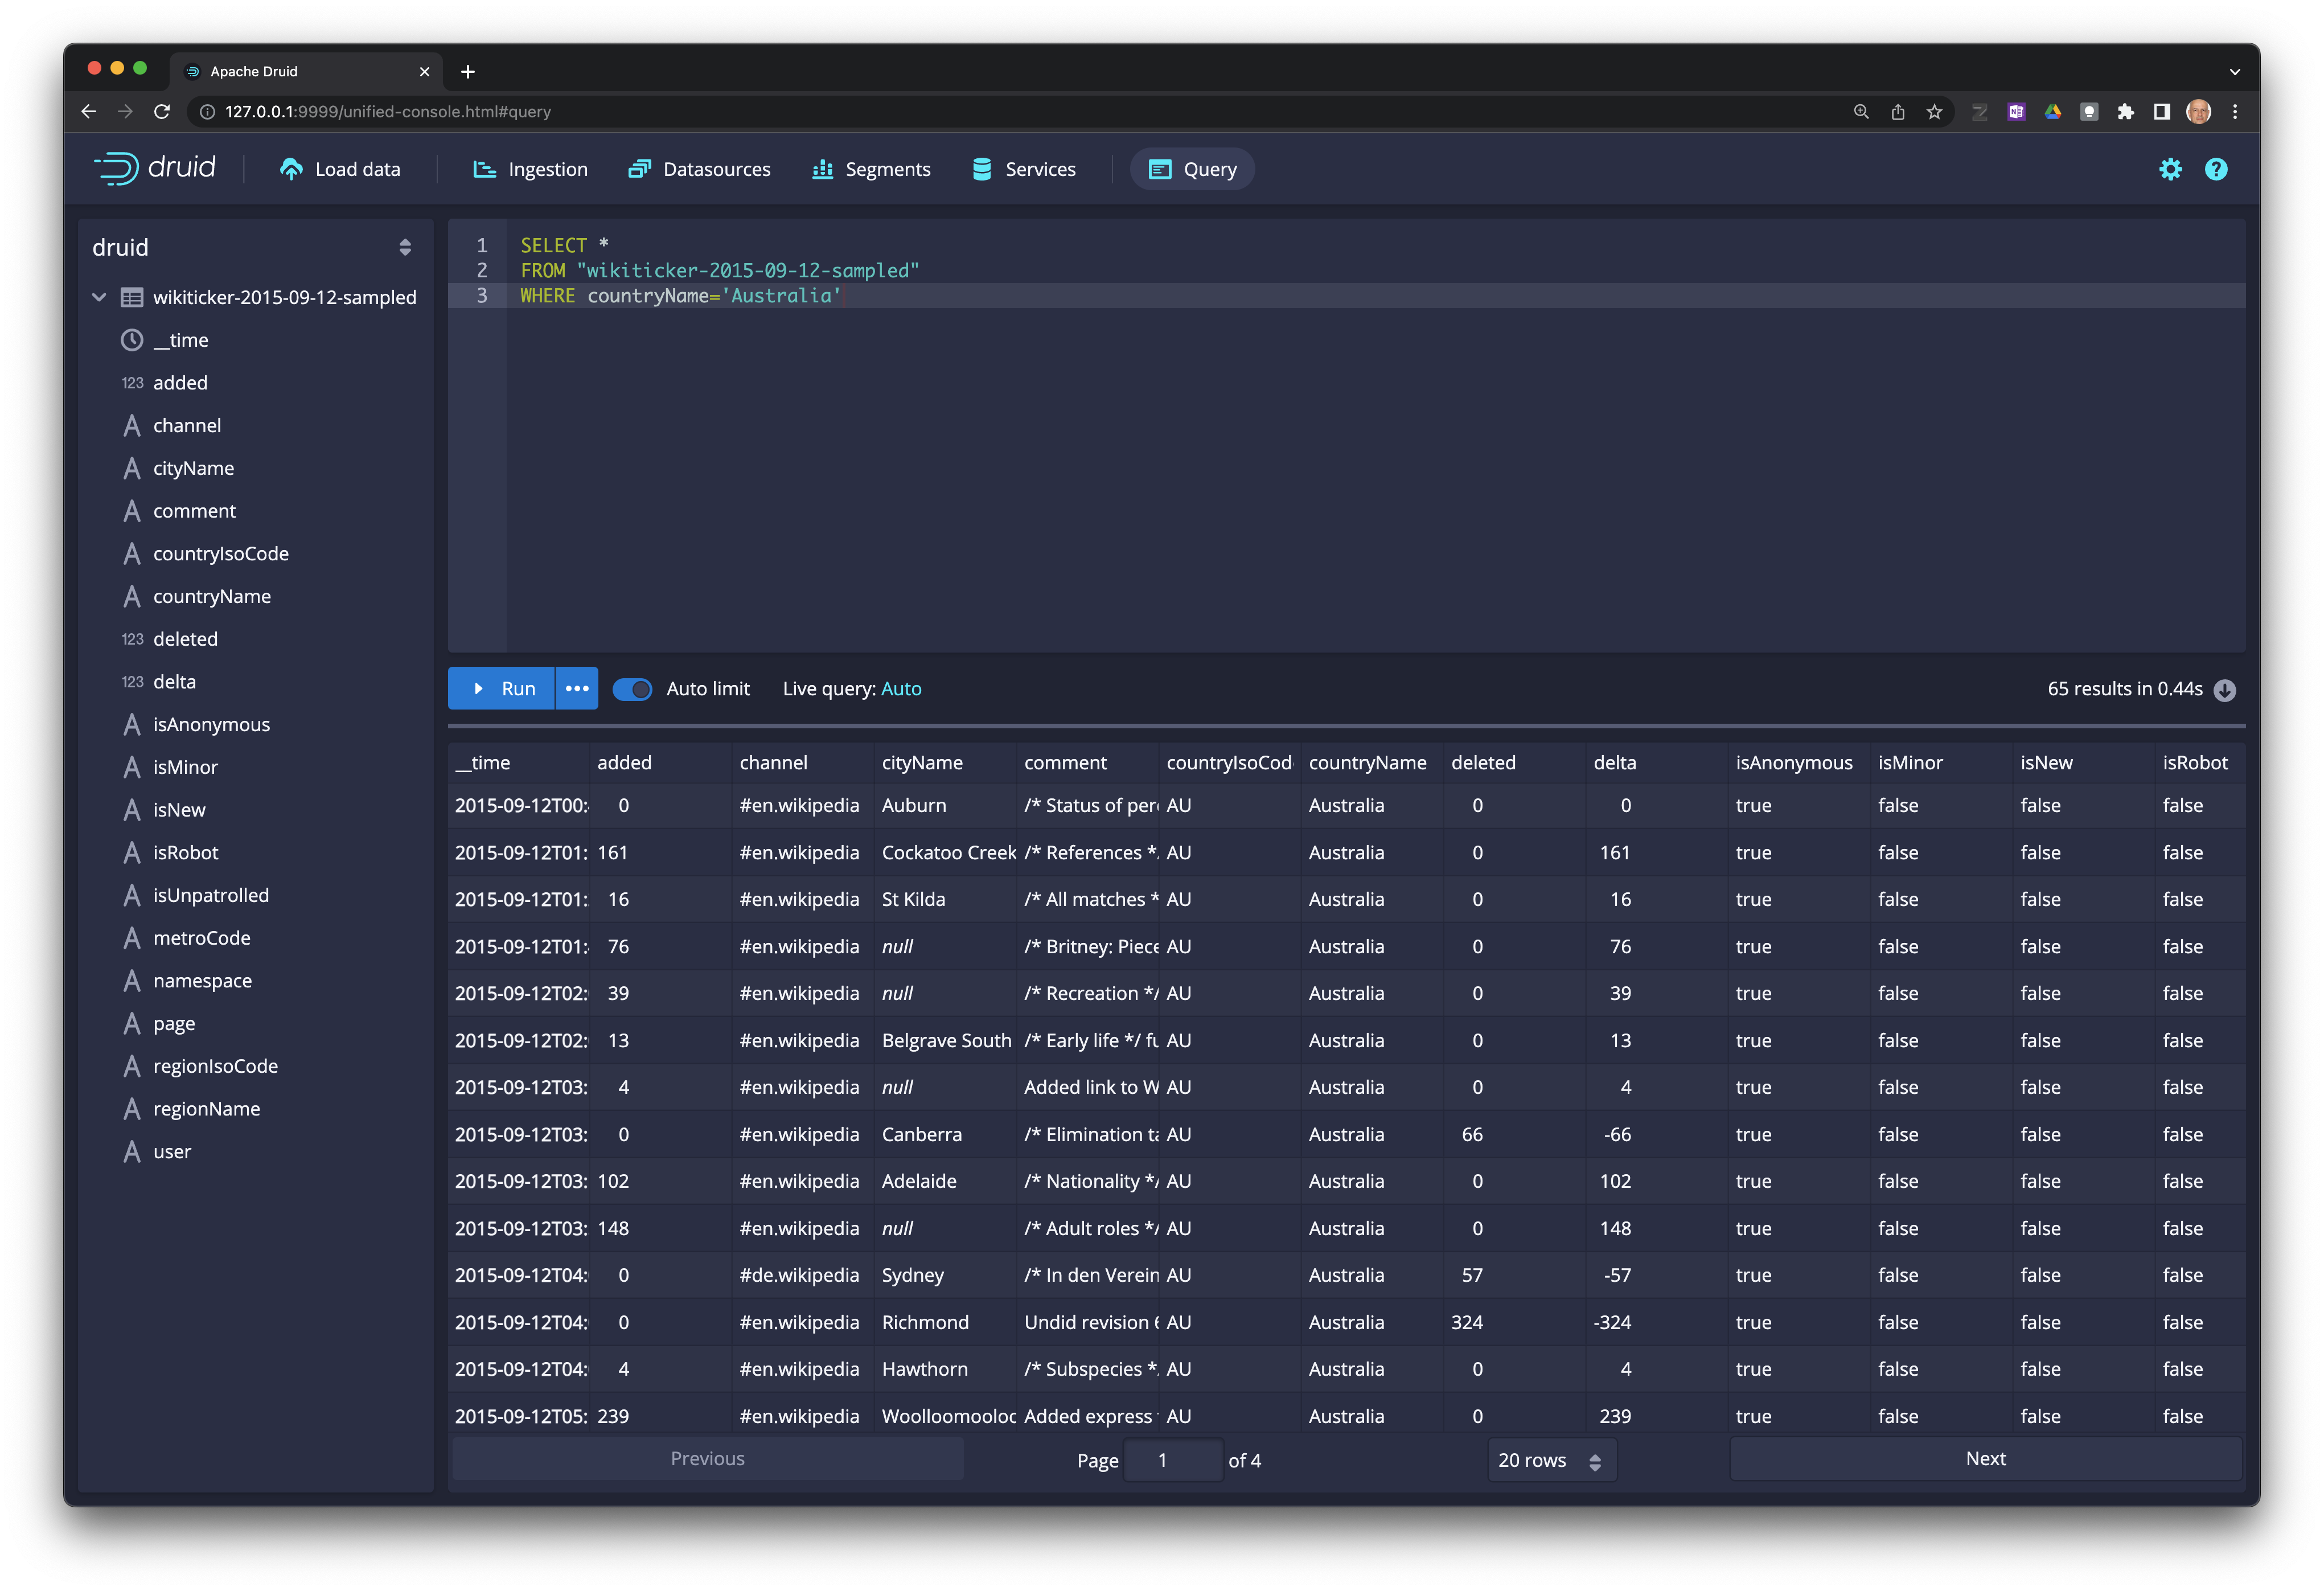 Apache Druid
127.0.0.1:9999/unified-console.html#query
druid Load data Ingestion Datasources Segments Services Query
druid
wikiticker-2015-09-12-sampled
__time
123 added
A channel
A cityName
A comment
A countryIsoCode
A countryName
123 deleted
123 delta
A isAnonymous
A isMinor
A isNew
A isRobot
A isUnpatrolled
A metroCode
A namespace
A page
A regionIsoCode
A regionName
A user
1 SELECT *
2 FROM "wikiticker-2015-09-12-sampled"
3 WHERE countryName='Australia'
Run Auto limit Live query: Auto 65 results in 0.44s
__time added channel cityName comment countryIsoCod countryName deleted delta isAnonymous isMinor isNew isRobot
2015-09-12T00: 0 #en.wikipedia Auburn /* Status of per AU Australia 0 0 true false false false
2015-09-12T01: 161 #en.wikipedia Cockatoo Creek /* References */ AU Australia 0 161 true false false false
2015-09-12T01: 16 #en.wikipedia St Kilda /* All matches * AU Australia 0 16 true false false false
2015-09-12T01: 76 #en.wikipedia null /* Britney: Piece AU Australia 0 76 true false false false
2015-09-12T02: 39 #en.wikipedia null /* Recreation */ AU Australia 0 39 true false false false
2015-09-12T02: 13 #en.wikipedia Belgrave South /* Early life */ fu AU Australia 0 13 true false false false
2015-09-12T03: 4 #en.wikipedia null Added link to W AU Australia 0 4 true false false false
2015-09-12T03: 0 #en.wikipedia Canberra /* Elimination ta AU Australia 66 -66 true false false false
2015-09-12T03: 102 #en.wikipedia Adelaide /* Nationality */ AU Australia 0 102 true false false false
2015-09-12T03: 148 #en.wikipedia null /* Adult roles */ AU Australia 0 148 true false false false
2015-09-12T04: 0 #de.wikipedia Sydney /* In den Verein AU Australia 57 -57 true false false false
2015-09-12T04: 0 #en.wikipedia Richmond Undid revision 6 AU Australia 324 -324 true false false false
2015-09-12T04: 4 #en.wikipedia Hawthorn /* Subspecies * AU Australia 0 4 true false false false
2015-09-12T05: 239 #en.wikipedia Woolloomooloo Added express AU Australia 0 239 true false false false
Previous Page 1 of 4 20 rows Next